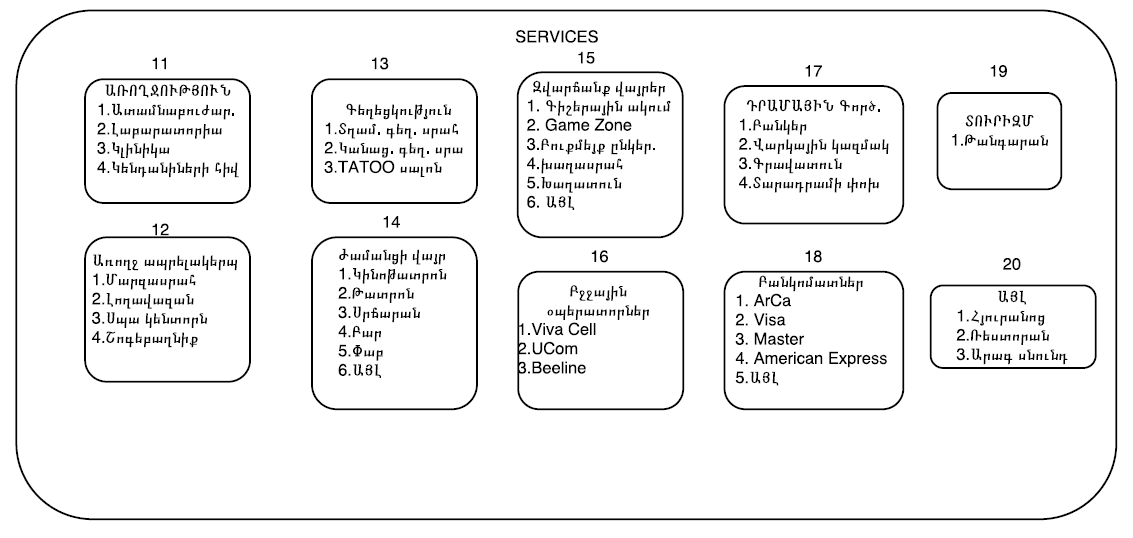 SERVICES
11
ԱՌՈՂՋՈՒԹՅՈՒՆ
1.Ատամնաբուժար.
2.Լաբարատորիա
3.Կլինիկա
4.Կենդանիների հիվ
12
Առողջ ապրելակերպ
1.Մարզասրահ
2.Լողավազան
3.Սպա կենտորն
4.Շոգեբաղնիք
13
Գեղեցկություն
1.Տղամ. գեղ. սրահ
2.Կանաց. գեղ. սրա
3.TATOO սալոն
14
Ժամանցի վայր
1.Կինոթատրոն
2.Թատրոն
3.Սրճարան
4.Բար
5.Փաբ
6.ԱՅԼ
15
Զվարճանք վայրեր
1. Գիշերային ակում
2. Game Zone
3.Բուքմեյք ընկեր.
4.խաղասրահ
5.Խաղատուն
6. ԱՅԼ
16
Բջջային
օպերատորներ
1.Viva Cell
2.UCom
3.Beeline
17
ԴՐԱՄԱՅԻՆ Գործ.
1.Բանկեր
2.Վարկային կազմակ
3.Գրավատուն
4.Տարադրամի փոխ
18
Բանկոմատներ
1. ArCa
2. Visa
3. Master
4. American Express
5.ԱՅԼ
19
ՏՈՒՐԻԶՄ
1.Թանգարան
20
ԱՅԼ
1.Հյուրանոց
2.Ռեստորան
3.Արագ սնունդ